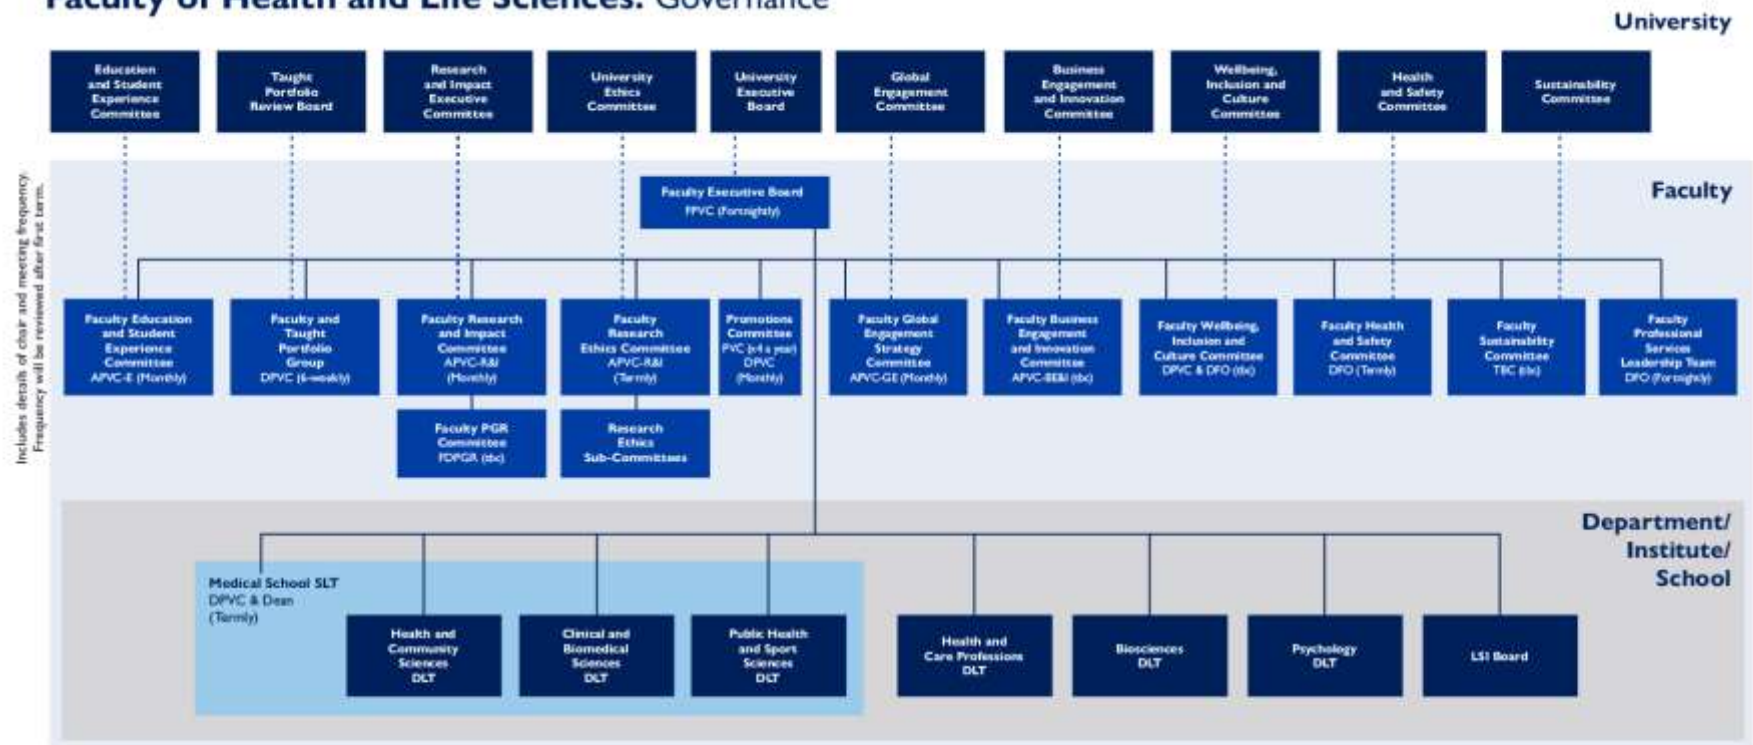 Faculty of Health and Life Sciences: Governance
University
Education
and Student
Experience
Committee
Taught
Portfolio
Review Board
Research
and Impact
Executive
Committee
University
Ethics
Committee
University
Executive
Board
Global
Engagement
Committee
Business
Engagement
and Innovation
Committee
Wellbeing,
Inclusion and
Culture
Committee
Health
and Safety
Committee
Sustainability
Committee
Includes details of chair and meeting frequency.
Frequency will be reviewed after first term.
Faculty
Faculty Executive Board
FPVC (Fortnightly)
Faculty Education
and Student
Experience
Committee
APVC-E (Monthly)
Faculty and
Taught
Portfolio
Group
DPVC (6-weekly)
Faculty Research
and Impact
Committee
APVC-R&I
(Monthly)
Faculty
Research
Ethics Committee
APVC-R&I
(Termly)
Promotions
Committee
PVC (x4 a year)
DPVC
(Monthly)
Faculty Global
Engagement
Strategy
Committee
APVC-GE (Monthly)
Faculty Business
Engagement
and Innovation
Committee
APVC-BE&I (tbc)
Faculty Wellbeing,
Inclusion and
Culture Committee
DPVC & DFO (tbc)
Faculty Health
and Safety
Committee
DFO (Termly)
Faculty
Sustainability
Committee
TBC (tbc)
Faculty
Professional
Services
Leadership Team
DFO (Fortnightly)
Faculty PGR
Committee
FDPGR (tbc)
Research
Ethics
Sub-Committees
Department/
Institute/
School
Medical School SLT
DPVC & Dean
(Termly)
Health and
Community
Sciences
DLT
Clinical and
Biomedical
Sciences
DLT
Public Health
and Sport
Sciences
DLT
Health and
Care Professions
DLT
Biosciences
DLT
Psychology
DLT
LSI Board